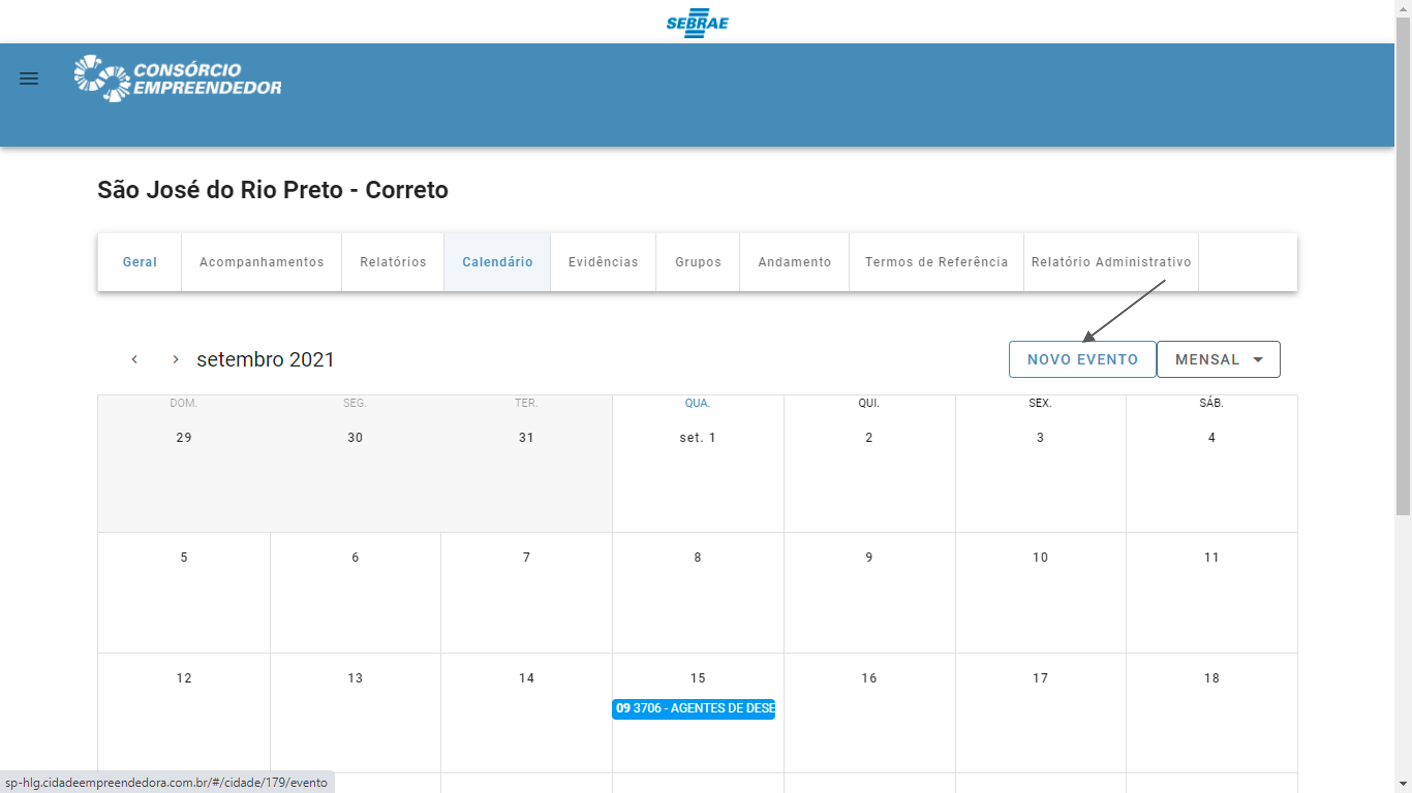 SEBRAE
CONSÓRCIO
EMPREENDEDOR
São José do Rio Preto - Correto
Geral Acompanhamentos Relatórios Calendário Evidências Grupos Andamento Termos de Referência Relatório Administrativo
setembro 2021 NOVO EVENTO MENSAL
DOM. SEG. TER. QUA. QUI. SEX. SÁB.
29 30 31 set. 1 2 3 4
5 6 7 8 9 10 11
12 13 14 15 16 17 18
09 3706 - AGENTES DE DESE
sp-hlg.cidadeempreendedora.com.br/#/cidade/179/evento